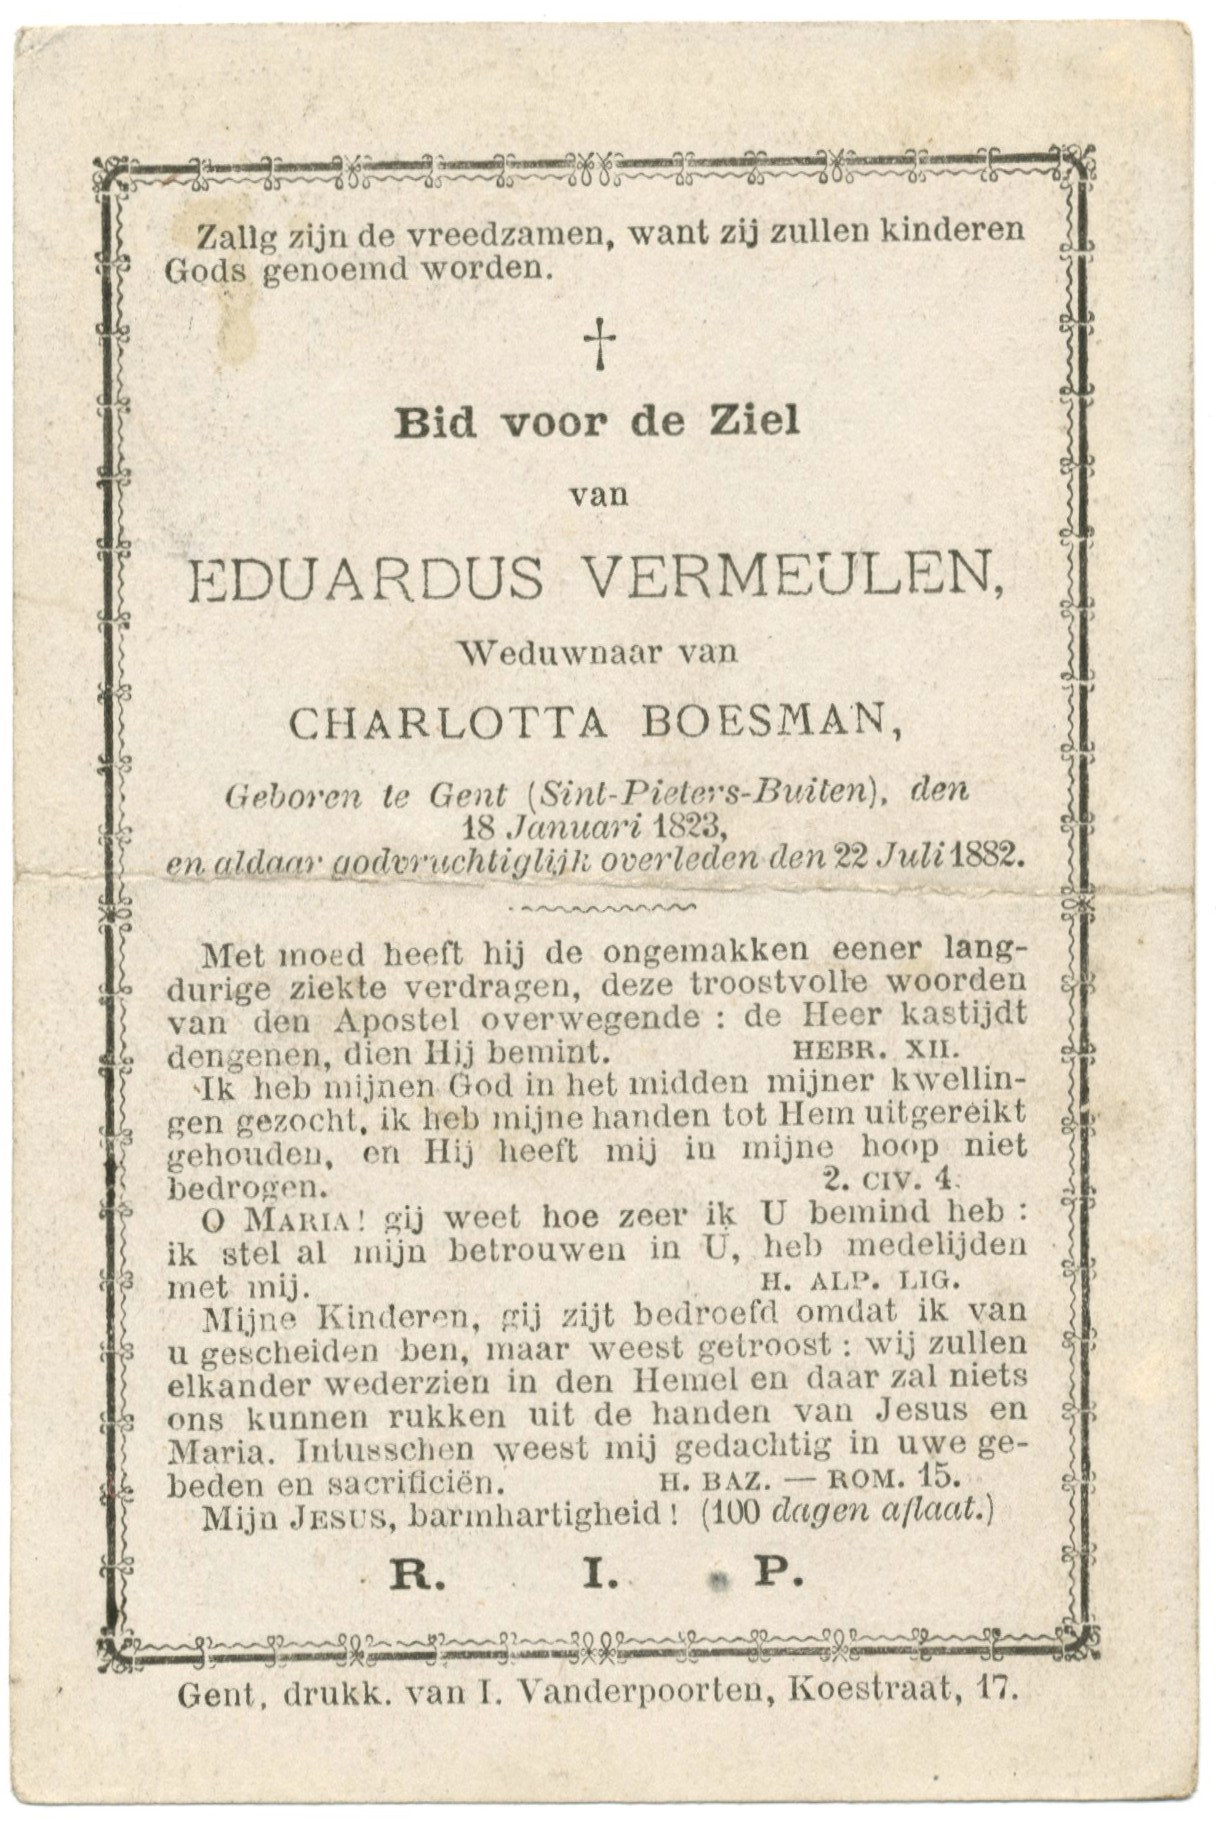 Zalig zijn de vreedzamen, want zij zullen kinderen
Gods genoemd worden.
†
Bid voor de Ziel
van
EDUARDUS VERMEULEN,
Weduwnaar van
CHARLOTTA BOESMAN,
Geboren te Gent (Sint-Pieters-Buiten), den
18 Januari 1823,
en aldaar godvruchtiglijk overleden den 22 Juli 1882.
Met moed heeft hij de ongemakken eener lang-
durige ziekte verdragen, deze troostvolle woorden
van den Apostel overwegende : de Heer kastijdt
dengenen, dien Hij bemint. HEBR. XII.
Ik heb mijnen God in het midden mijner kwellin-
gen gezocht, ik heb mijne handen tot Hem uitgereikt
gehouden, en Hij heeft mij in mijne hoop niet
bedrogen. 2. CIV. 4.
O MARIA! gij weet hoe zeer ik U bemind heb :
ik stel al mijn betrouwen in U, heb medelijden
met mij. H. ALP. LIG.
Mijne Kinderen, gij zijt bedroefd omdat ik van
u gescheiden ben, maar weest getroost : wij zullen
elkander wederzien in den Hemel en daar zal niets
ons kunnen rukken uit de handen van Jesus en
Maria. Intusschen weest mij gedachtig in uwe ge-
beden en sacrificiën. H. BAZ. — ROM. 15.
Mijn JESUS, barmhartigheid ! (100 dagen aflaat.)
R. I. P.
Gent, drukk. van I. Vanderpoorten, Koestraat, 17.